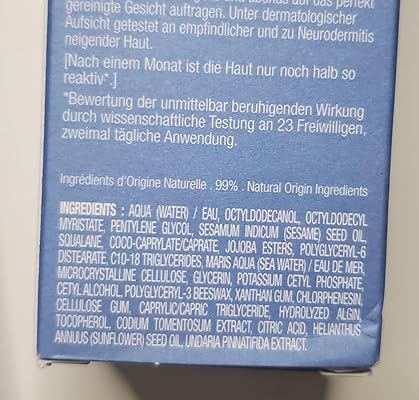 und abends auf das perfekt
gereinigte Gesicht auftragen. Unter dermatologischer
Aufsicht getestet an empfindlicher und zu Neurodermitis
neigender Haut.
[Nach einem Monat ist die Haut nur noch halb so
reaktiv*.]
*Bewertung der unmittelbar beruhigenden Wirkung
durch wissenschaftliche Testung an 23 Freiwilligen,
zweimal tägliche Anwendung.
Ingrédients d'Origine Naturelle . 99% . Natural Origin Ingredients
INGREDIENTS : AQUA (WATER) / EAU, OCTYLDODECANOL, OCTYLDODECYL
MYRISTATE, PENTYLENE GLYCOL, SESAMUM INDICUM (SESAME) SEED OIL,
SQUALANE, COCO-CAPRYLATE/CAPRATE, JOJOBA ESTERS, POLYGLYCERYL-6
DISTEARATE, C10-18 TRIGLYCERIDES, MARIS AQUA (SEA WATER) / EAU DE MER,
MICROCRYSTALLINE CELLULOSE, GLYCERIN, POTASSIUM CETYL PHOSPHATE,
CETYL ALCOHOL, POLYGLYCERYL-3 BEESWAX, XANTHAN GUM, CHLORPHENESIN,
CELLULOSE GUM, CAPRYLIC/CAPRIC TRIGLYCERIDE, HYDROLYZED ALGIN,
TOCOPHEROL, CODIUM TOMENTOSUM EXTRACT, CITRIC ACID, HELIANTHUS
ANNUUS (SUNFLOWER) SEED OIL, UNDARIA PINNATIFIDA EXTRACT.